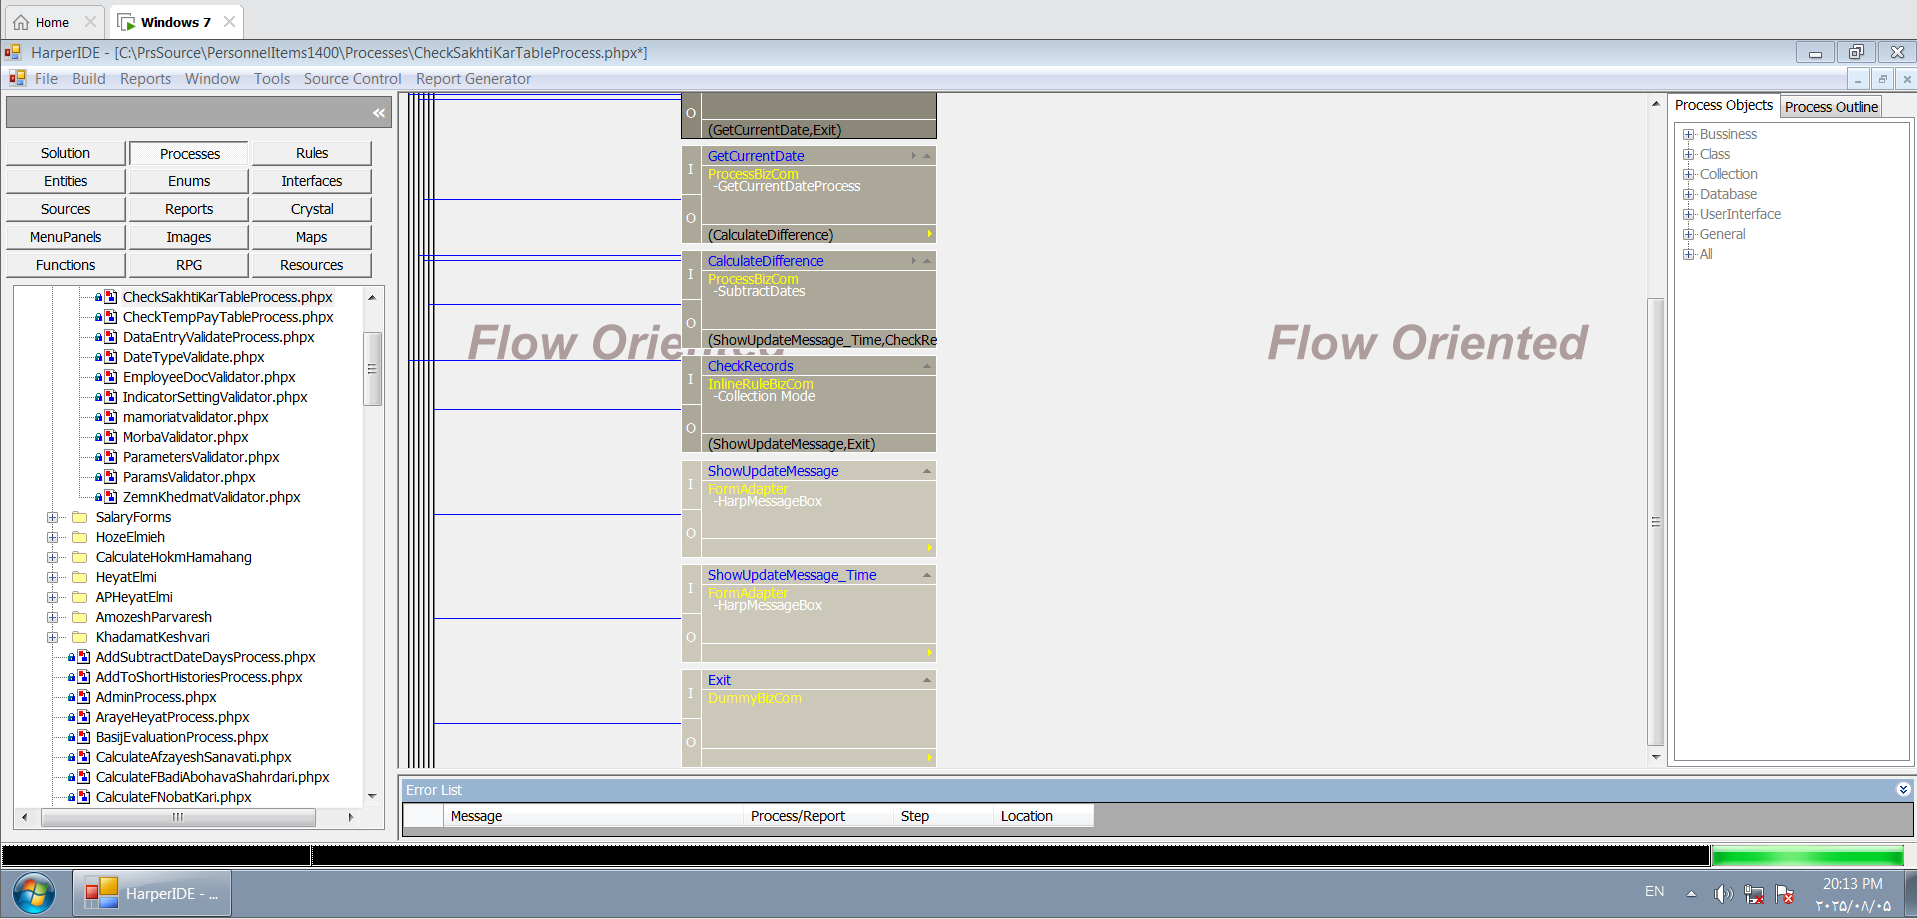 Home
Windows 7
HarperIDE - [C:\PrsSource\PersonnelItems1400\Processes\CheckSakhtiKarTableProcess.phpx*]
File Build Reports Window Tools Source Control Report Generator
Solution Processes Rules
Entities Enums Interfaces
Sources Reports Crystal
MenuPanels Images Maps
Functions RPG Resources
CheckSakhtiKarTableProcess.phpx
CheckTempPayTableProcess.phpx
DataEntryValidateProcess.phpx
DateTypeValidate.phpx
EmployeeDocValidator.phpx
IndicatorSettingValidator.phpx
mamoriatvalidator.phpx
MorbaValidator.phpx
ParametersValidator.phpx
ParamsValidator.phpx
ZemnKhedmatValidator.phpx
SalaryForms
HozeElmieh
CalculateHokmHamahang
HeyatElmi
APHeyatElmi
AmozeshParvaresh
KhadamatKeshvari
AddSubtractDateDaysProcess.phpx
AddToShortHistoriesProcess.phpx
AdminProcess.phpx
ArayeHeyatProcess.phpx
BasijEvaluationProcess.phpx
CalculateAfzayeshSanavati.phpx
CalculateFBadiAbohavaShahrdari.phpx
CalculateFNobatKari.phpx
O
(GetCurrentDate,Exit)
I
GetCurrentDate
ProcessBizCom
-GetCurrentDateProcess
O
(CalculateDifference)
I
CalculateDifference
ProcessBizCom
-SubtractDates
O
(ShowUpdateMessage_Time,CheckRe
Flow Oriented
Flow Oriented
I
CheckRecords
InlineRuleBizCom
-Collection Mode
O
(ShowUpdateMessage,Exit)
I
ShowUpdateMessage
FormAdapter
-HarpMessageBox
O
I
ShowUpdateMessage_Time
FormAdapter
-HarpMessageBox
O
I
Exit
DummyBizCom
O
Process Objects Process Outline
Bussiness
Class
Collection
Database
UserInterface
General
All
Error List
Message Process/Report Step Location
HarperIDE - ...
EN
20:13 PM
۲۰۲۵/۰۸/۰۵